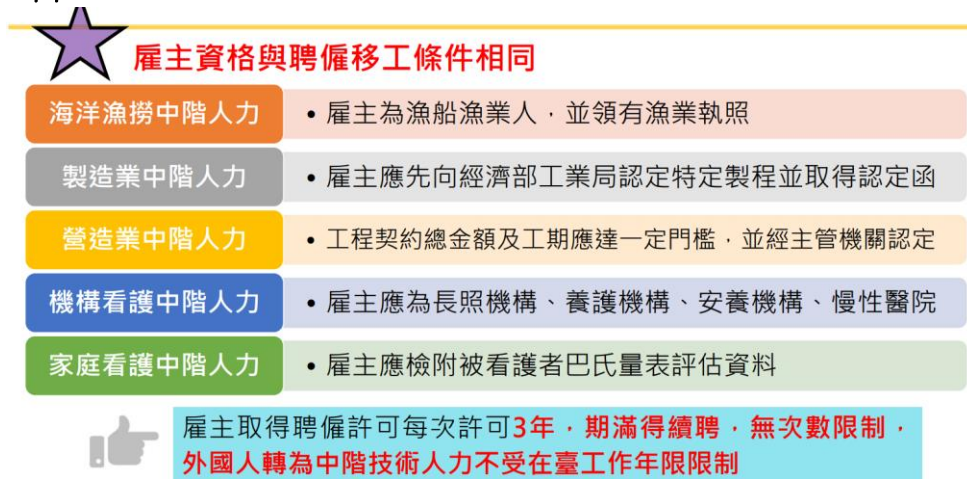 雇主資格與聘僱移工條件相同
海洋漁撈中階人力
• 雇主為漁船漁業人，並領有漁業執照
製造業中階人力
• 雇主應先向經濟部工業局認定特定製程並取得認定函
營造業中階人力
• 工程契約總金額及工期應達一定門檻，並經主管機關認定
機構看護中階人力
• 雇主應為長照機構、養護機構、安養機構、慢性醫院
家庭看護中階人力
• 雇主應檢附被看護者巴氏量表評估資料
雇主取得聘僱許可每次許可3年，期滿得續聘，無次數限制，
外國人轉為中階技術人力不受在臺工作年限限制